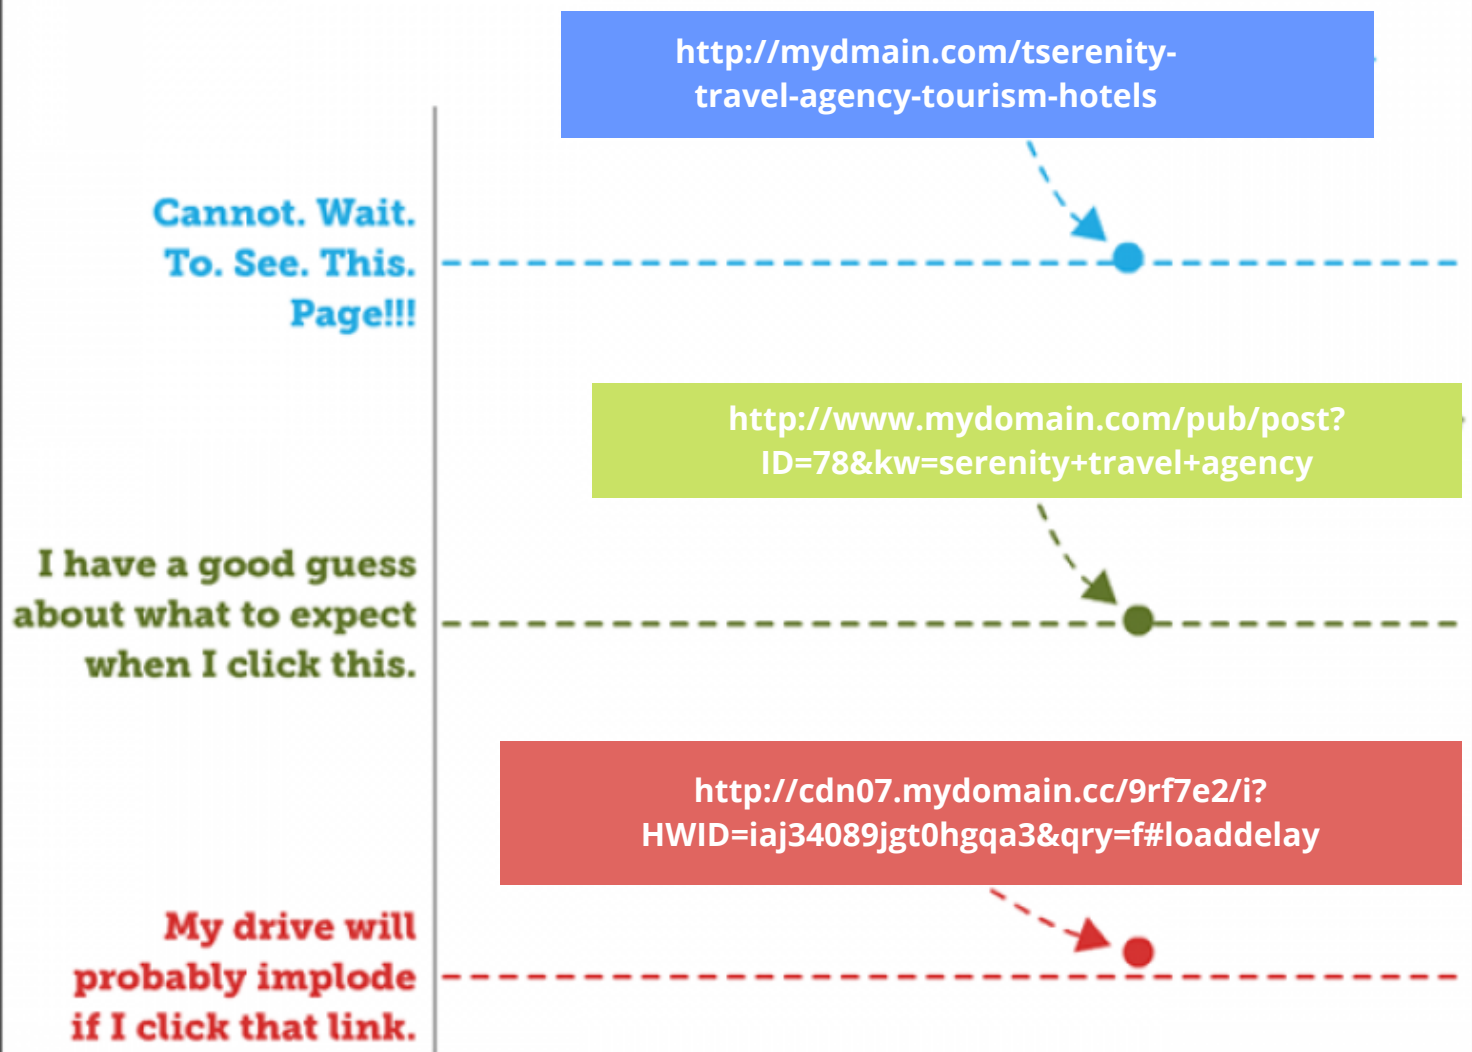 http://mydmain.com/tserenity-
travel-agency-tourism-hotels
Cannot. Wait.
To. See. This.
Page!!!
http://www.mydomain.com/pub/post?
ID=78&kw=serenity+travel+agency
I have a good guess
about what to expect
when I click this.
http://cdn07.mydomain.cc/9rf7e2/i?
HWID=iaj34089jgt0hgqa3&qry=f#loaddelay
My drive will
probably implode
if I click that link.